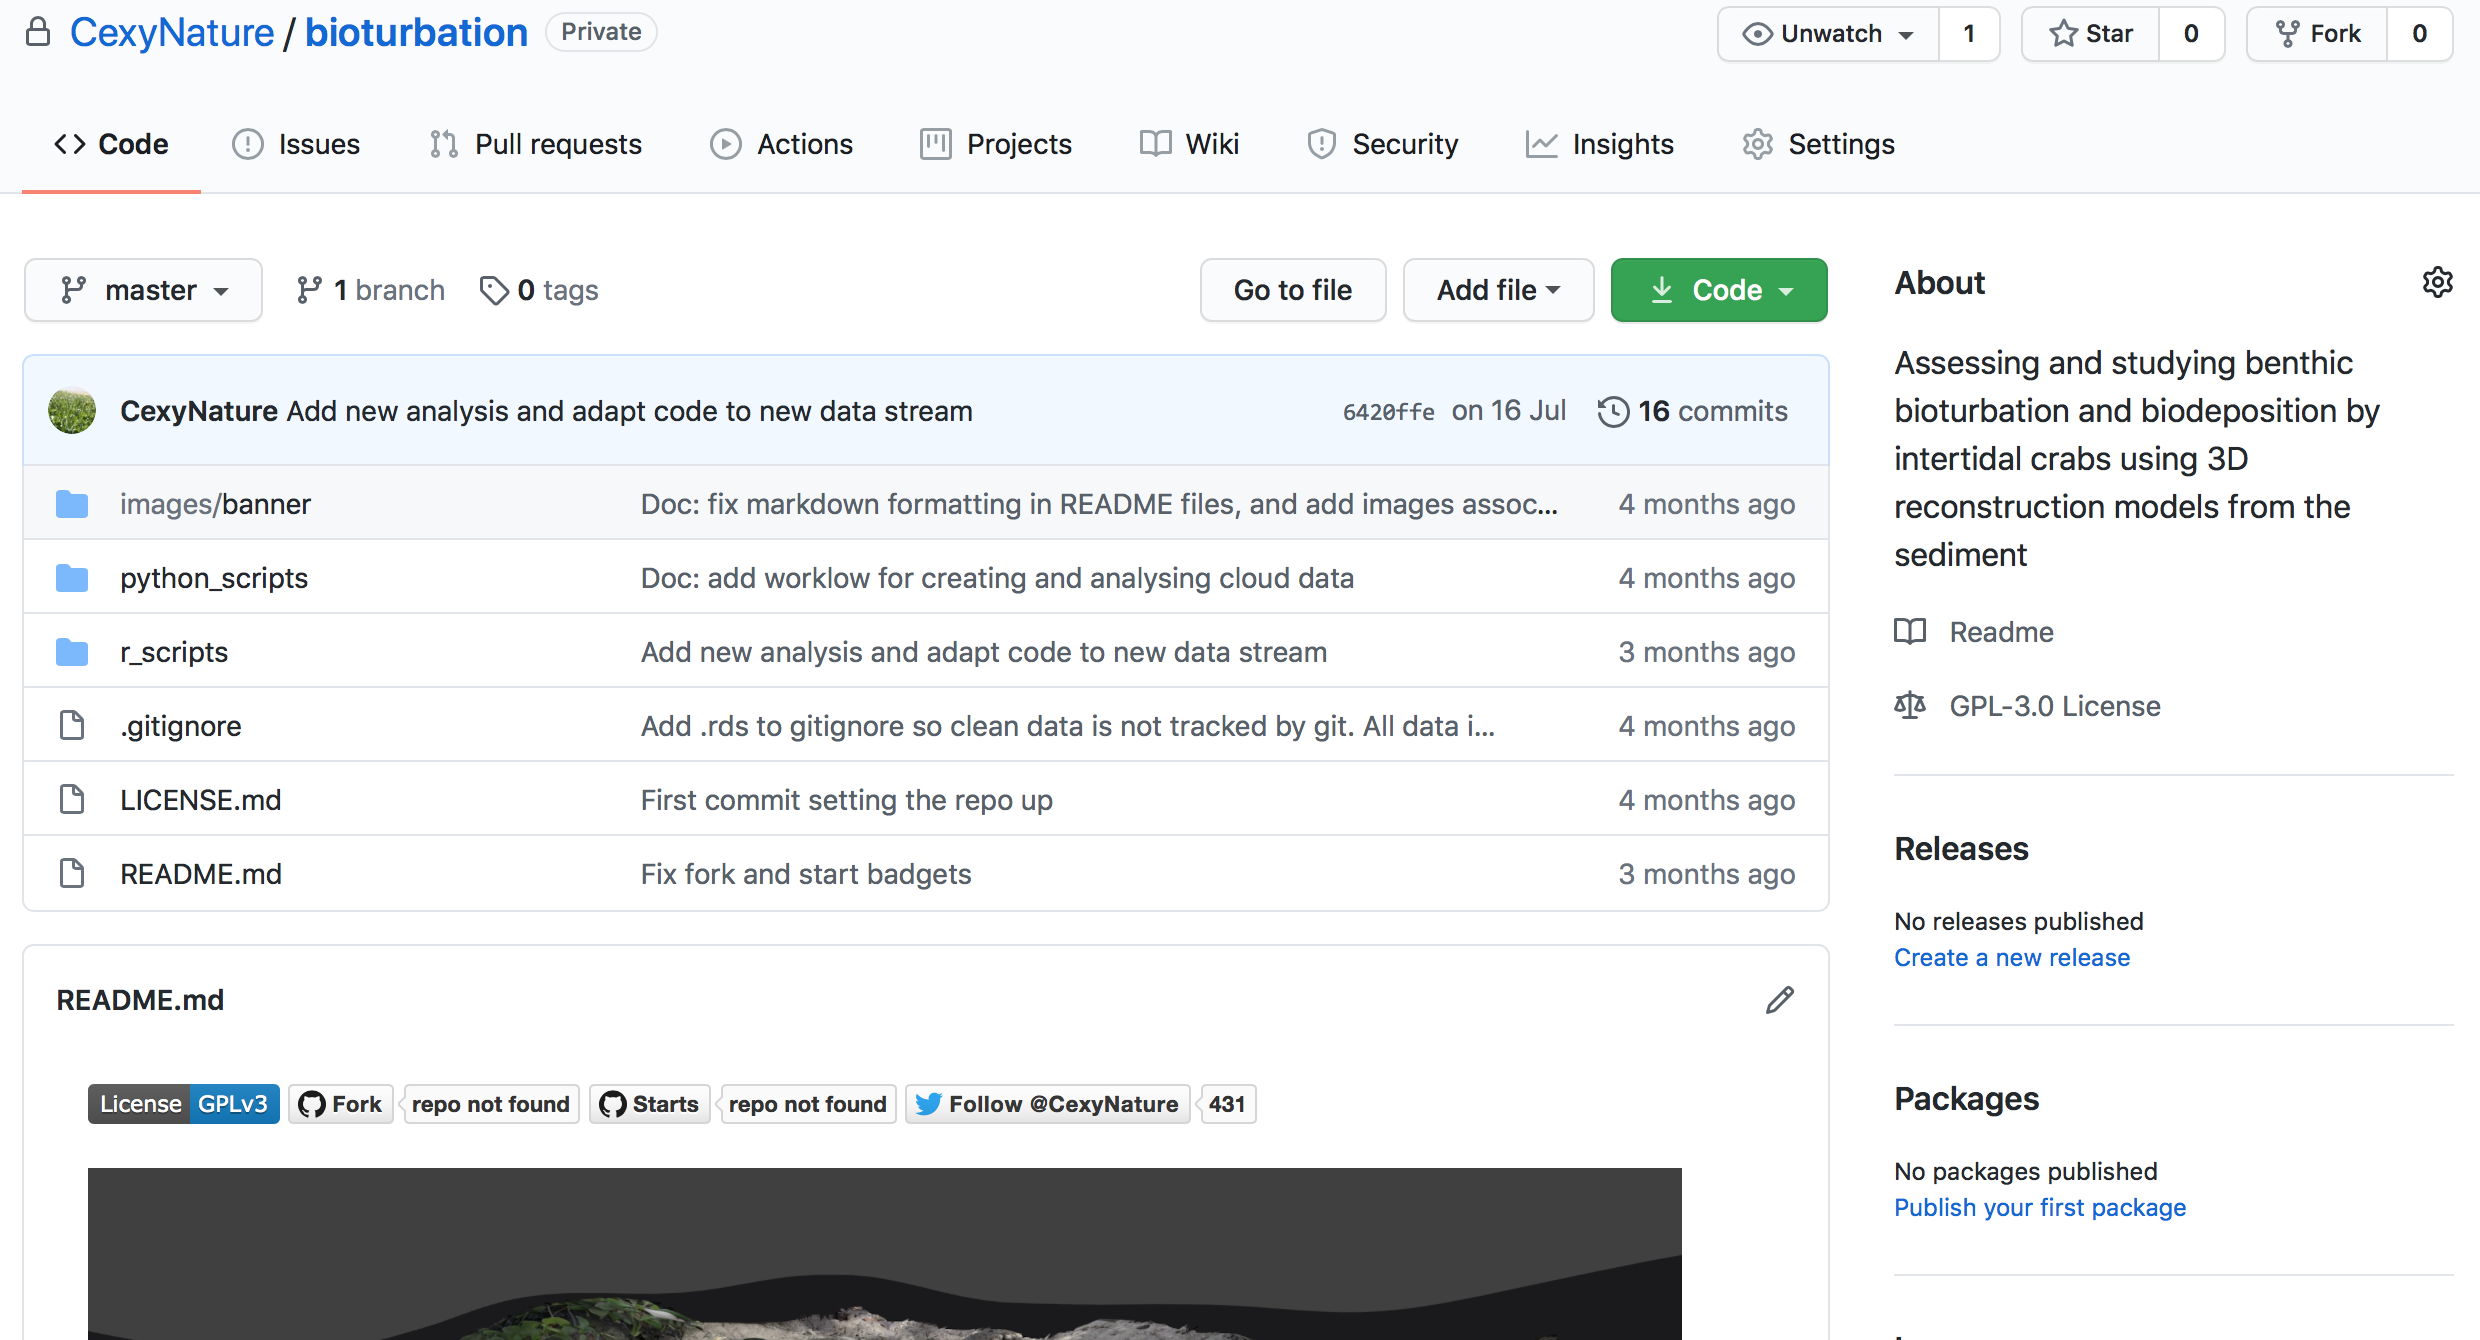 CexyNature / bioturbation Private
Unwatch 1 Star 0 Fork 0
Code Issues Pull requests Actions Projects Wiki Security Insights Settings
master 1 branch 0 tags Go to file Add file Code
CexyNature Add new analysis and adapt code to new data stream 6420ffe on 16 Jul 16 commits
images/banner Doc: fix markdown formatting in README files, and add images assoc... 4 months ago
python_scripts Doc: add worklow for creating and analysing cloud data 4 months ago
r_scripts Add new analysis and adapt code to new data stream 3 months ago
.gitignore Add .rds to gitignore so clean data is not tracked by git. All data i... 4 months ago
LICENSE.md First commit setting the repo up 4 months ago
README.md Fix fork and start badgets 3 months ago
README.md
License GPLv3 Fork repo not found Starts repo not found Follow @CexyNature 431
About
Assessing and studying benthic
bioturbation and biodeposition by
intertidal crabs using 3D
reconstruction models from the
sediment
Readme
GPL-3.0 License
Releases
No releases published
Create a new release
Packages
No packages published
Publish your first package